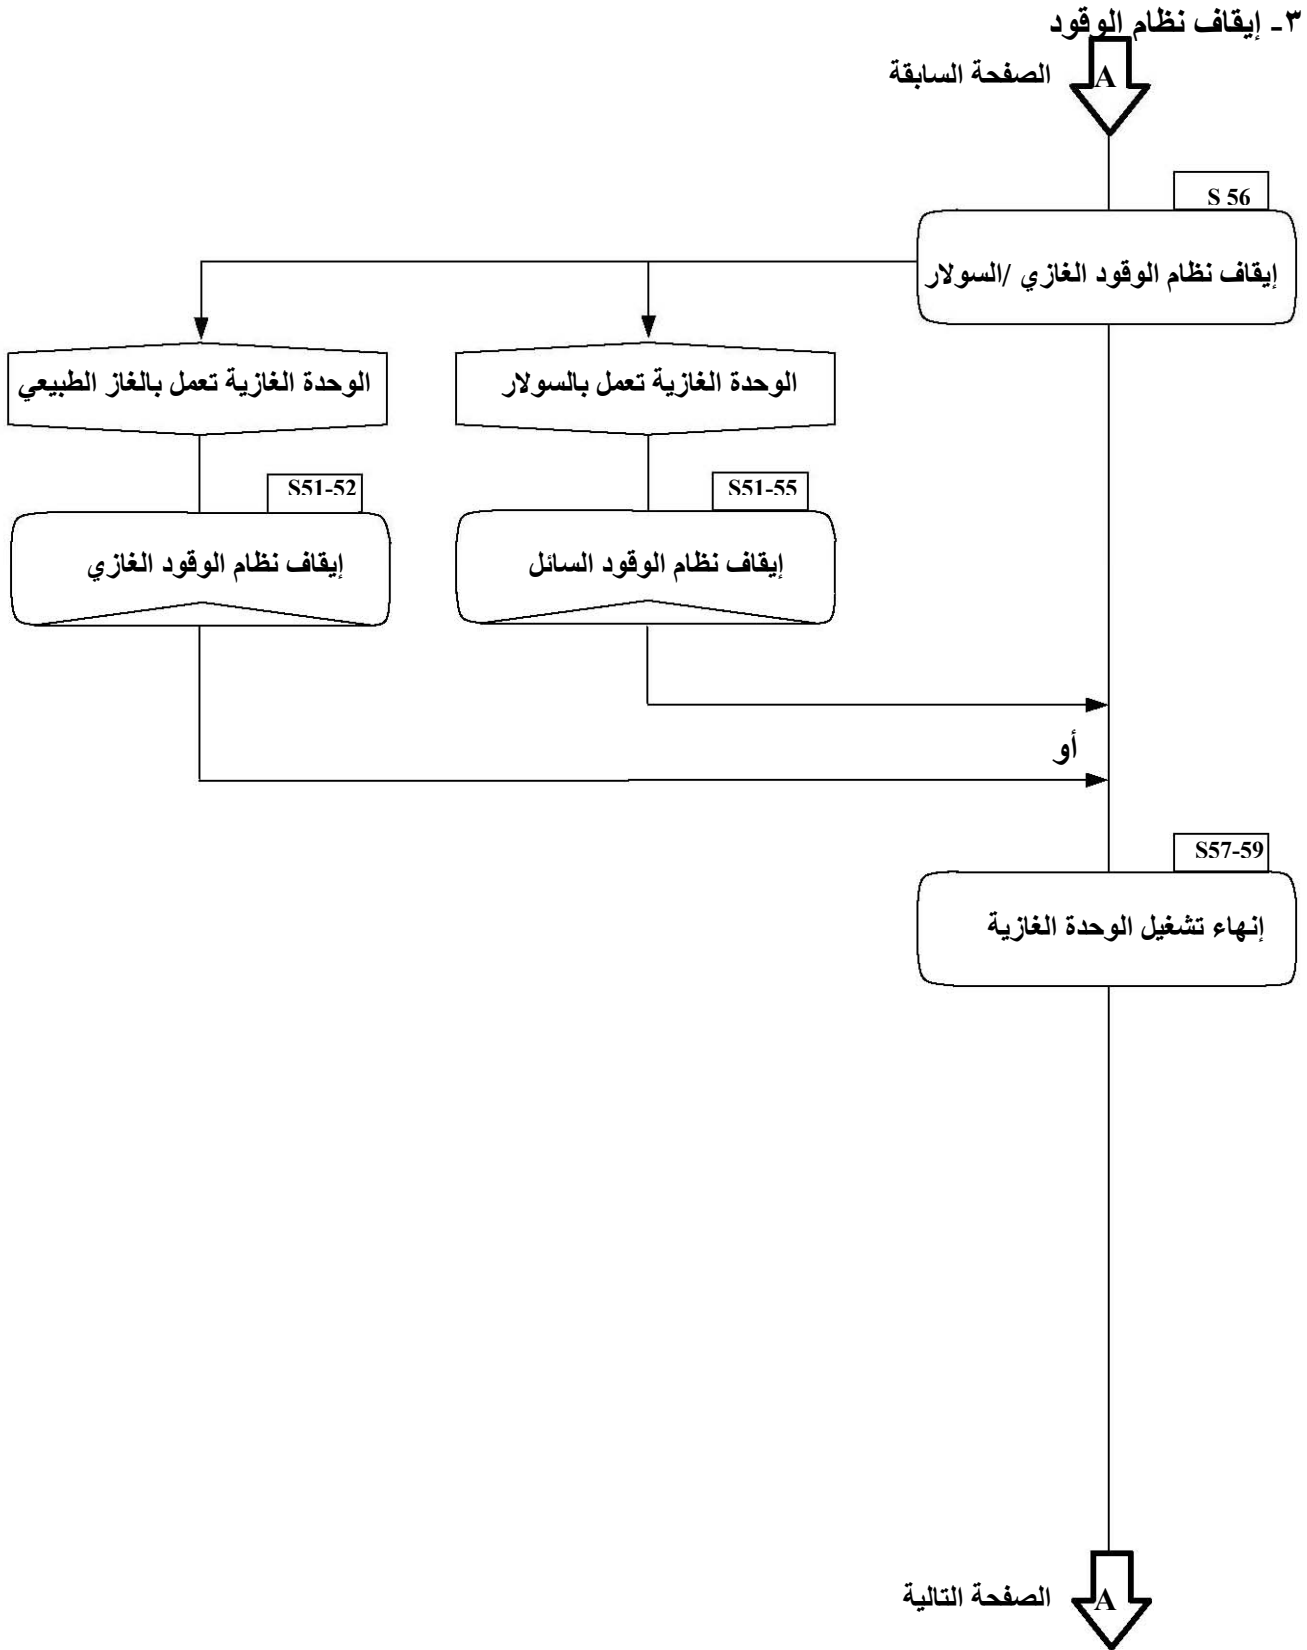 ٣- إيقاف نظام الوقود
A
الصفحة السابقة
S 56
إيقاف نظام الوقود الغازي /السولار
الوحدة الغازية تعمل بالسولار
الوحدة الغازية تعمل بالغاز الطبيعي
S51-55
S51-52
إيقاف نظام الوقود السائل
إيقاف نظام الوقود الغازي
أو
S57-59
إنهاء تشغيل الوحدة الغازية
A
الصفحة التالية